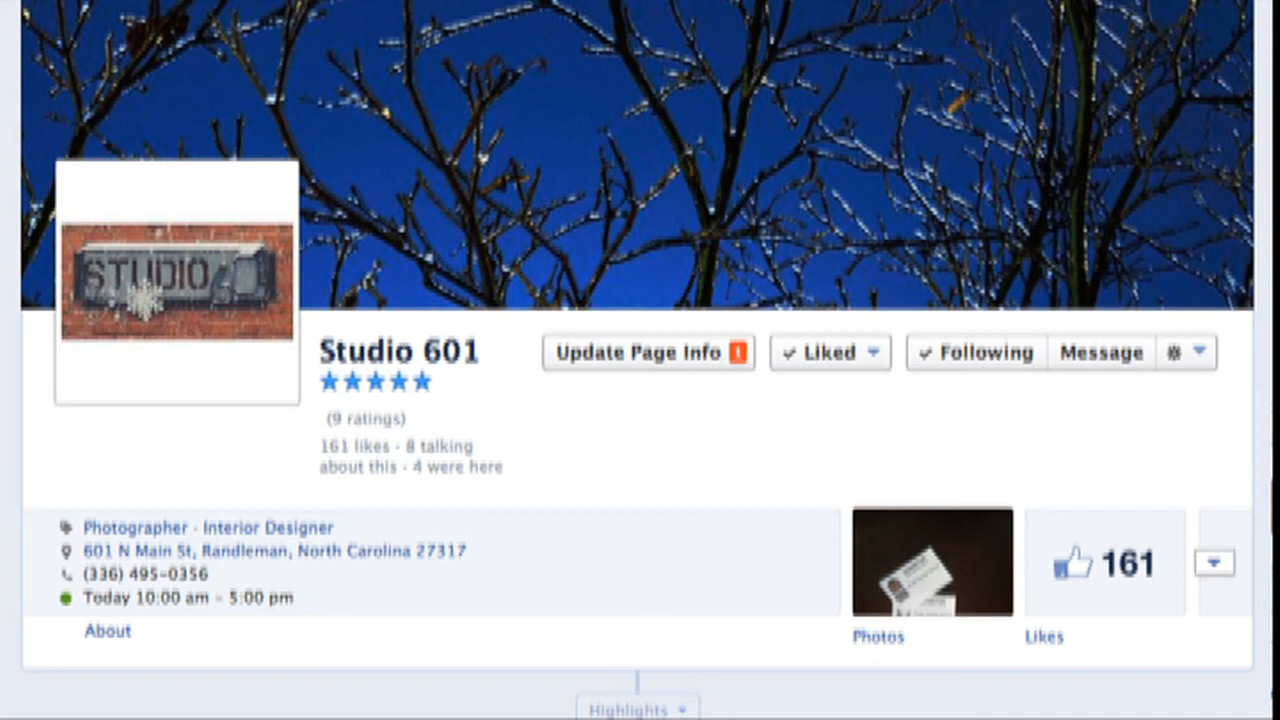 STUDIO
Studio 601
Update Page Info 1
Liked
Following
Message
(9 ratings)
161 likes · 8 talking
about this · 4 were here
Photographer · Interior Designer
601 N Main St, Randleman, North Carolina 27317
(336) 495-0356
Today 10:00 am - 5:00 pm
About
161
Photos
Likes
Highlights